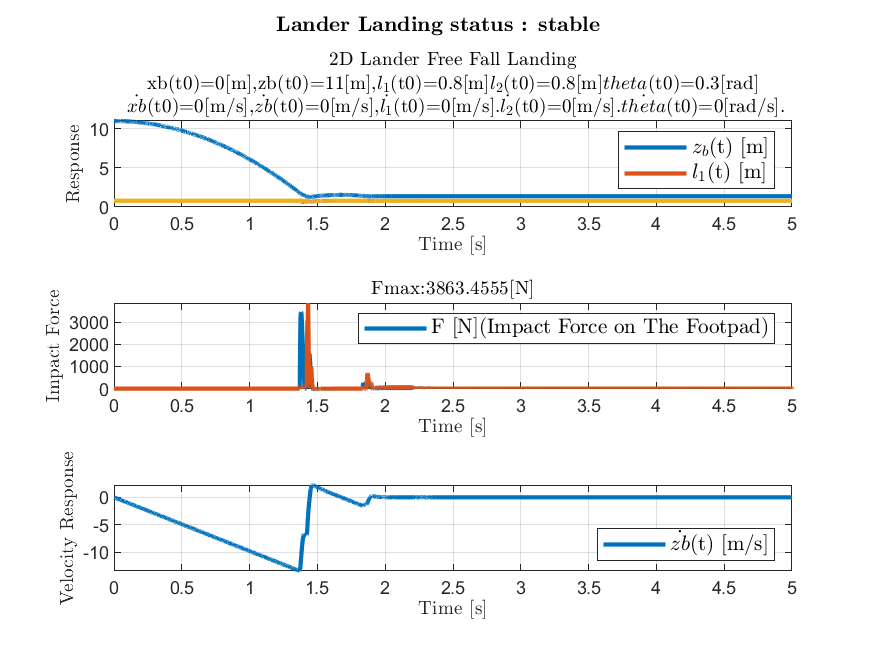 Lander Landing status : stable
2D Lander Free Fall Landing
xb(t0)=0[m],zb(t0)=11[m],l₁(t0)=0.8[m]l₂(t0)=0.8[m]theta(t0)=0.3[rad]
ẋb(t0)=0[m/s],żb(t0)=0[m/s],l̇₁(t0)=0[m/s].l̇₂(t0)=0[m/s].thėta(t0)=0[rad/s].
Response
10
5
0
z_b(t) [m]
l₁(t) [m]
0 0.5 1 1.5 2 2.5 3 3.5 4 4.5 5
Time [s]
Fmax:3863.4555[N]
Impact Force
3000
2000
1000
0
F [N](Impact Force on The Footpad)
0 0.5 1 1.5 2 2.5 3 3.5 4 4.5 5
Time [s]
Velocity Response
0
-5
-10
żb(t) [m/s]
0 0.5 1 1.5 2 2.5 3 3.5 4 4.5 5
Time [s]